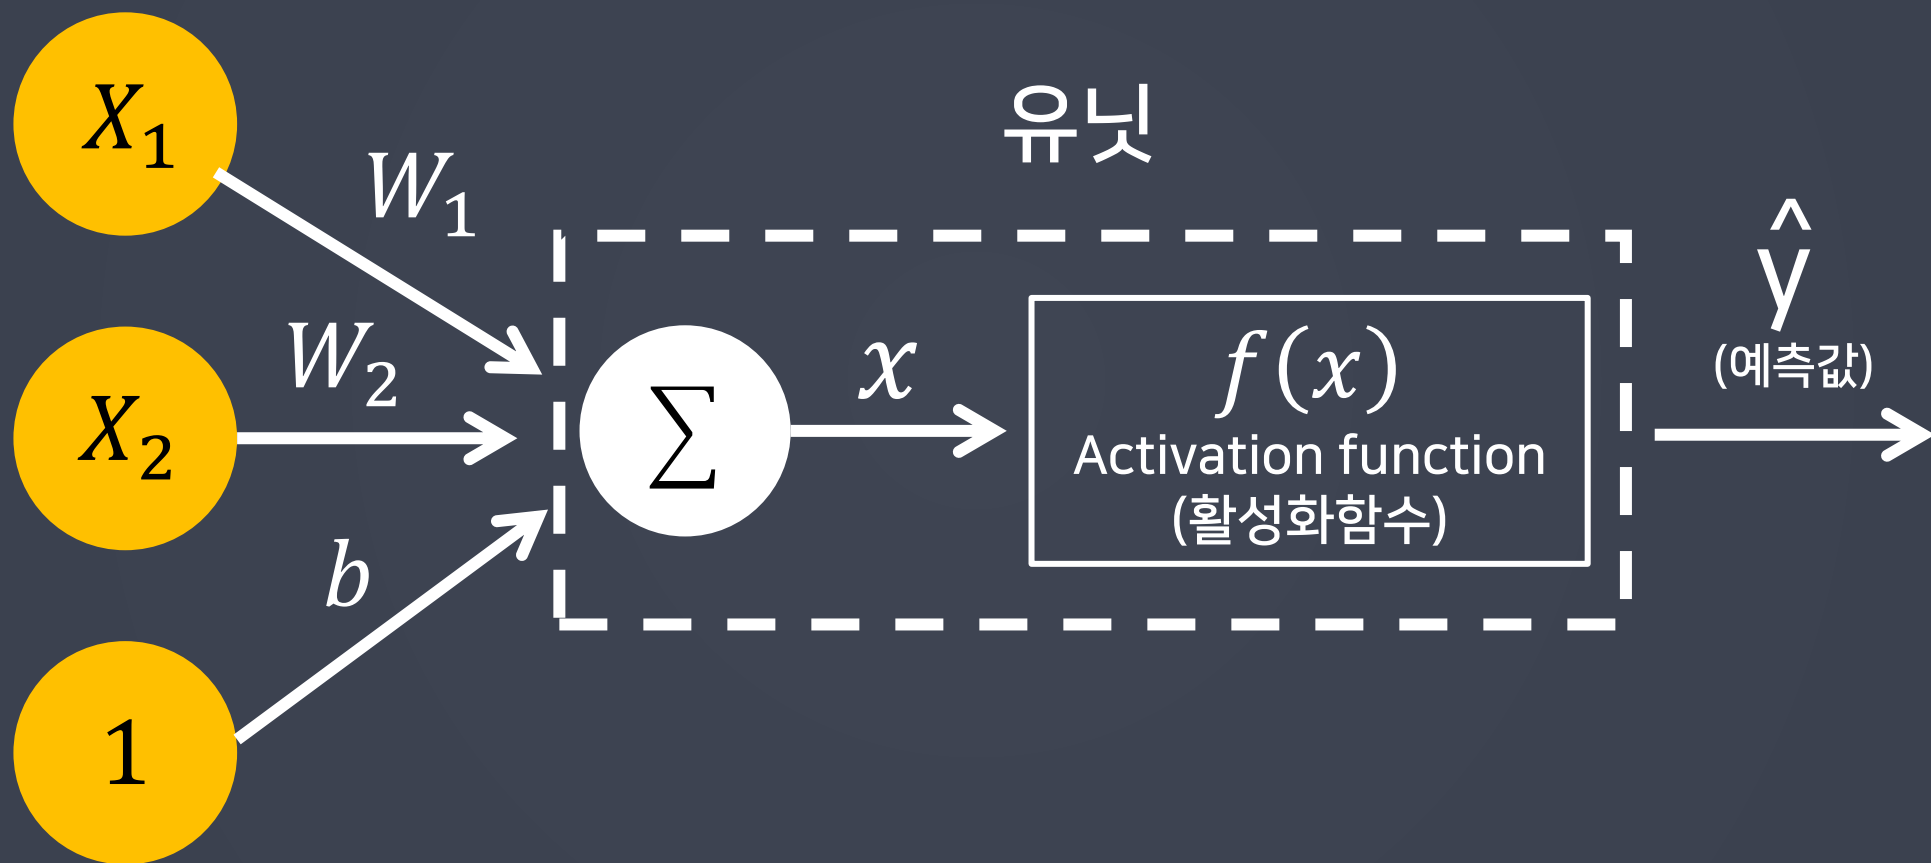 X₁
W₁
유닛
X₂
W₂
∑
x
f(x)
Activation function
(활성화함수)
ŷ
(예측값)
b
1